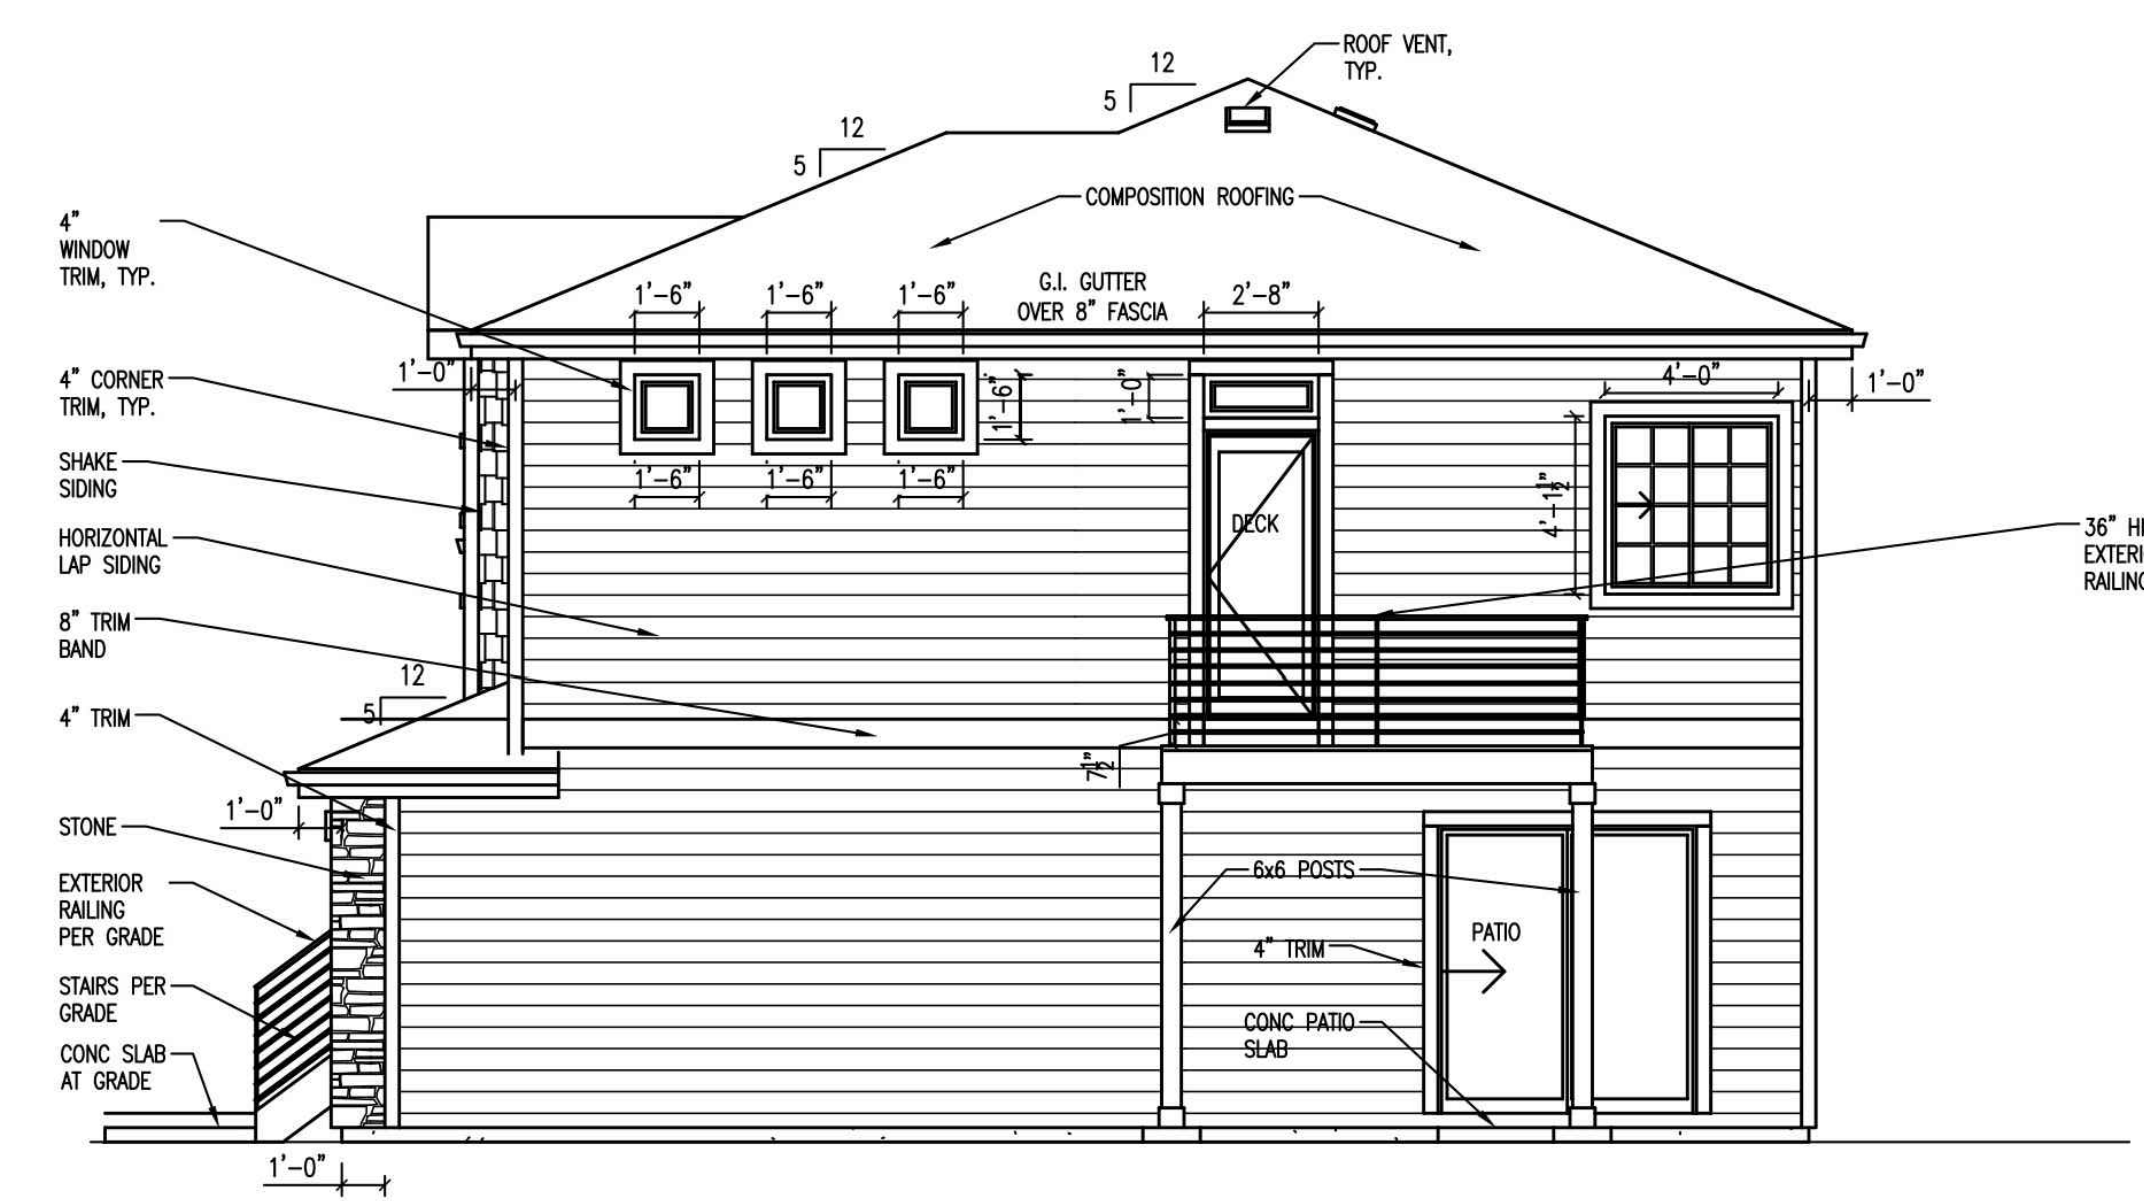 ROOF VENT,
TYP.
12
5
12
5
COMPOSITION ROOFING
4"
WINDOW
TRIM, TYP.
1'-6"
1'-6"
1'-6"
G.I. GUTTER
OVER 8" FASCIA
2'-8"
4" CORNER
TRIM, TYP.
1'-0"
1'-6"
1'-0"
4'-0"
1'-0"
SHAKE
SIDING
1'-6"
1'-6"
1'-6"
4'-1½"
DECK
HORIZONTAL
LAP SIDING
36" HI
EXTERI
RAILING
8" TRIM
BAND
12
5
4" TRIM
7½"
1'-0"
STONE
EXTERIOR
RAILING
PER GRADE
6x6 POSTS
4" TRIM
PATIO
STAIRS PER
GRADE
CONC PATIO
SLAB
CONC SLAB
AT GRADE
1'-0"